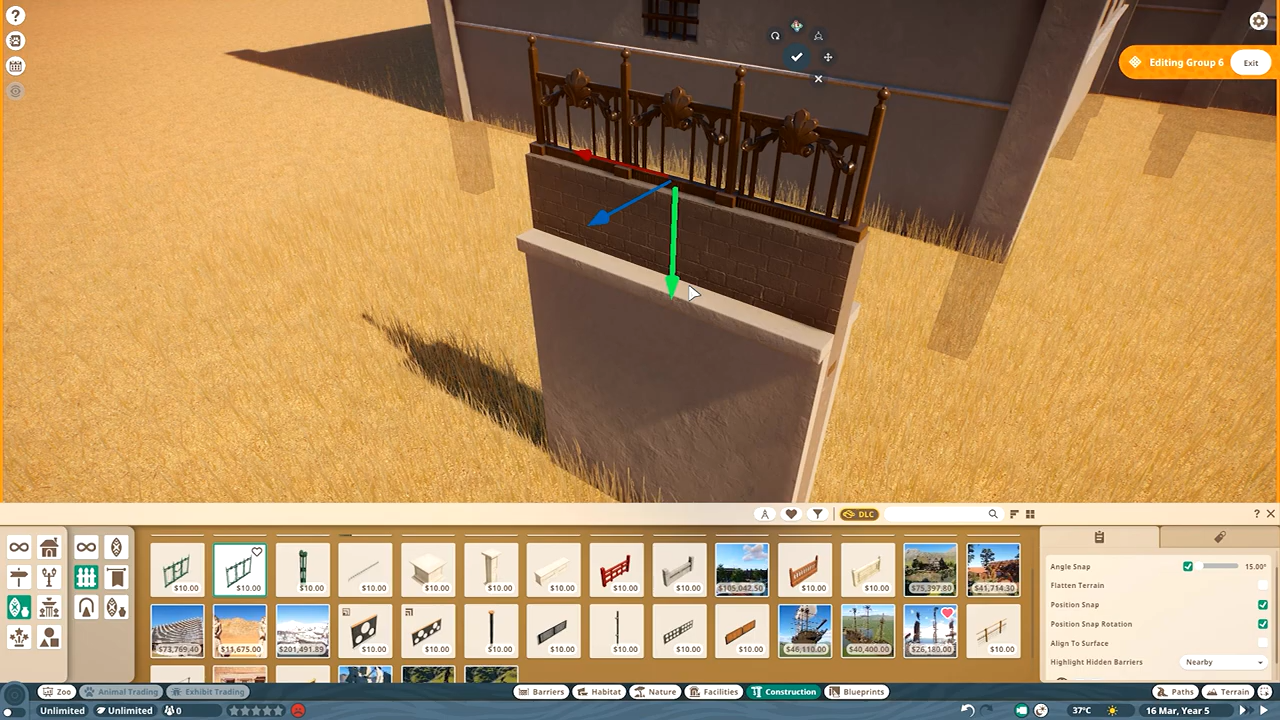 ?
Editing Group 6 Exit
DLC
? ×
$10.00 $10.00 $10.00 $10.00 $10.00 $10.00 $10.00 $10.00 $10.00 $105,042.50 $10.00 $10.00 $75,397.80 $41,714.30
$73,769.40 $11,675.00 $201,491.89 $10.00 $10.00 $10.00 $10.00 $10.00 $10.00 $10.00 $46,110.00 $40,400.00 $26,180.00 $10.00
Angle Snap 15.00°
Flatten Terrain
Position Snap
Position Snap Rotation
Align To Surface
Highlight Hidden Barriers Nearby
Zoo Animal Trading Exhibit Trading Barriers Habitat Nature Facilities Construction Blueprints Paths Terrain
Unlimited Unlimited 0 37°C 16 Mar, Year 5